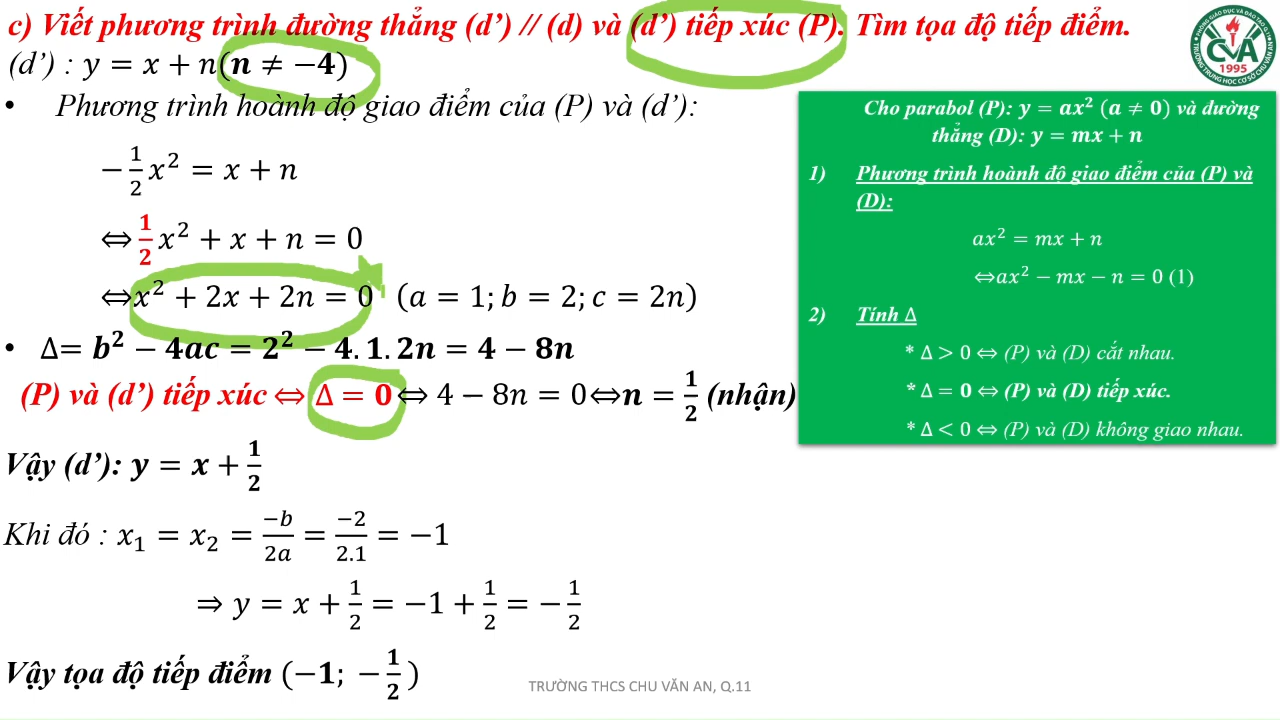 c) Viết phương trình đường thẳng (d’) // (d) và (d’) tiếp xúc (P). Tìm tọa độ tiếp điểm.
(d’) : y = x + n(n ≠ −4)
• Phương trình hoành độ giao điểm của (P) và (d’):
−1/2 x² = x + n
⇔ 1/2 x² + x + n = 0
⇔ x² + 2x + 2n = 0 (a = 1; b = 2; c = 2n)
• Δ= b² − 4ac = 2² − 4.1.2n = 4 − 8n
(P) và (d’) tiếp xúc ⇔ Δ = 0 ⇔ 4 − 8n = 0 ⇔ n = 1/2 (nhận)
Vậy (d’): y = x + 1/2
Khi đó : x₁ = x₂ = −b/2a = −2/2.1 = −1
⇒ y = x + 1/2 = −1 + 1/2 = −1/2
Vậy tọa độ tiếp điểm (−1; −1/2)
Cho parabol (P): y = ax² (a ≠ 0) và đường
thẳng (D): y = mx + n
1) Phương trình hoành độ giao điểm của (P) và
(D):
ax² = mx + n
⇔ax² − mx − n = 0 (1)
2) Tính Δ
* Δ > 0 ⇔ (P) và (D) cắt nhau.
* Δ = 0 ⇔ (P) và (D) tiếp xúc.
* Δ < 0 ⇔ (P) và (D) không giao nhau.
TRƯỜNG THCS CHU VĂN AN, Q.11
CVA
1995